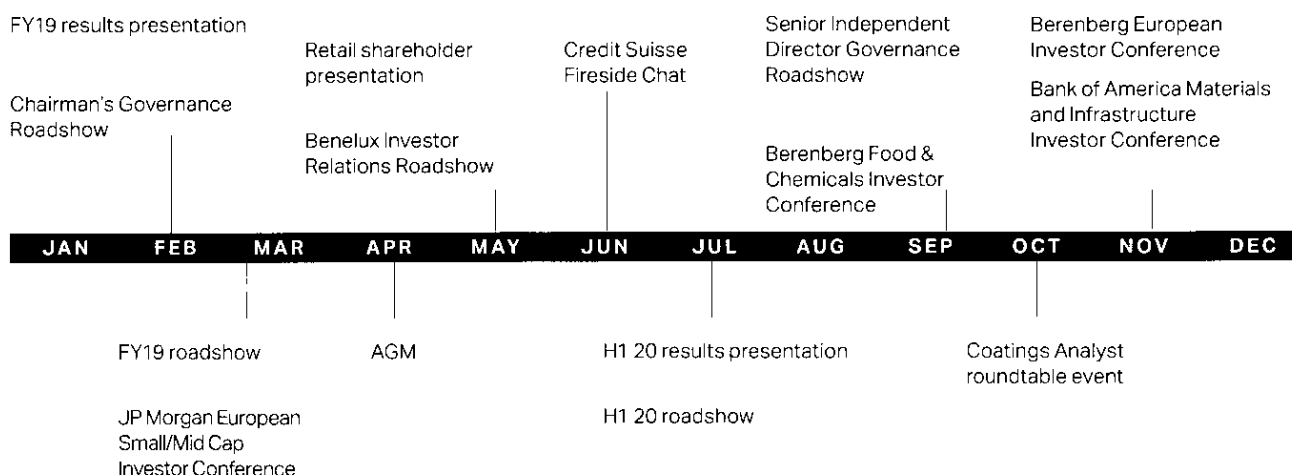 FY19 results presentation
Chairman's Governance
Roadshow
Retail shareholder
presentation
Benelux Investor
Relations Roadshow
Credit Suisse
Fireside Chat
Senior Independent
Director Governance
Roadshow
Berenberg Food &
Chemicals Investor
Conference
Berenberg European
Investor Conference
Bank of America Materials
and Infrastructure
Investor Conference
JAN FEB MAR APR MAY JUN JUL AUG SEP OCT NOV DEC
FY19 roadshow
JP Morgan European
Small/Mid Cap
Investor Conference
AGM
H1 20 results presentation
H1 20 roadshow
Coatings Analyst
roundtable event